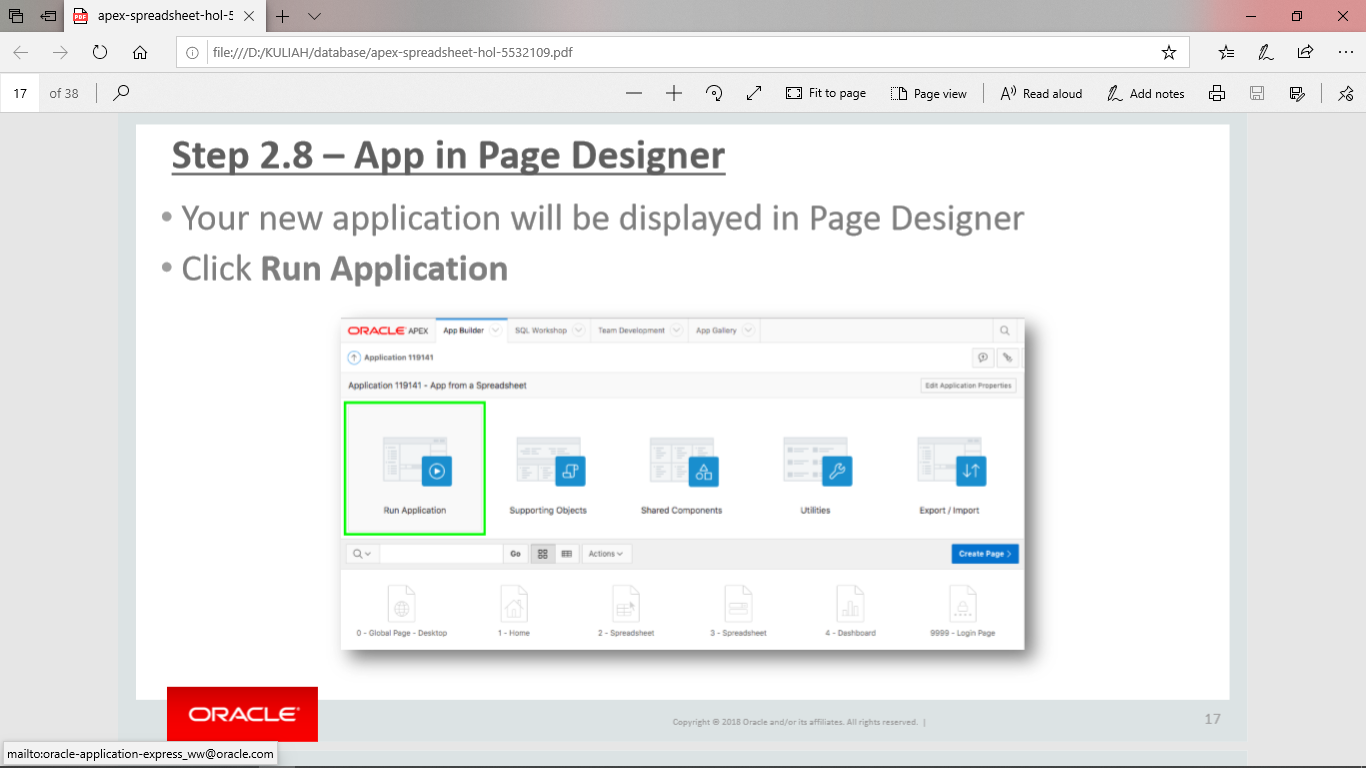 apex-spreadsheet-hol-5
file:///D:/KULIAH/database/apex-spreadsheet-hol-5532109.pdf
17 of 38
Fit to page
Page view
Read aloud
Add notes
Step 2.8 – App in Page Designer
• Your new application will be displayed in Page Designer
• Click Run Application
ORACLE APEX App Builder SQL Workshop Team Development App Gallery
Application 119141
Application 119141 - App from a Spreadsheet Edit Application Properties
Run Application Supporting Objects Shared Components Utilities Export / Import
Go Actions Create Page
0 - Global Page - Desktop 1 - Home 2 - Spreadsheet 3 - Spreadsheet 4 - Dashboard 9999 - Login Page
ORACLE
Copyright © 2018 Oracle and/or its affiliates. All rights reserved. |
17
mailto:oracle-application-express_ww@oracle.com